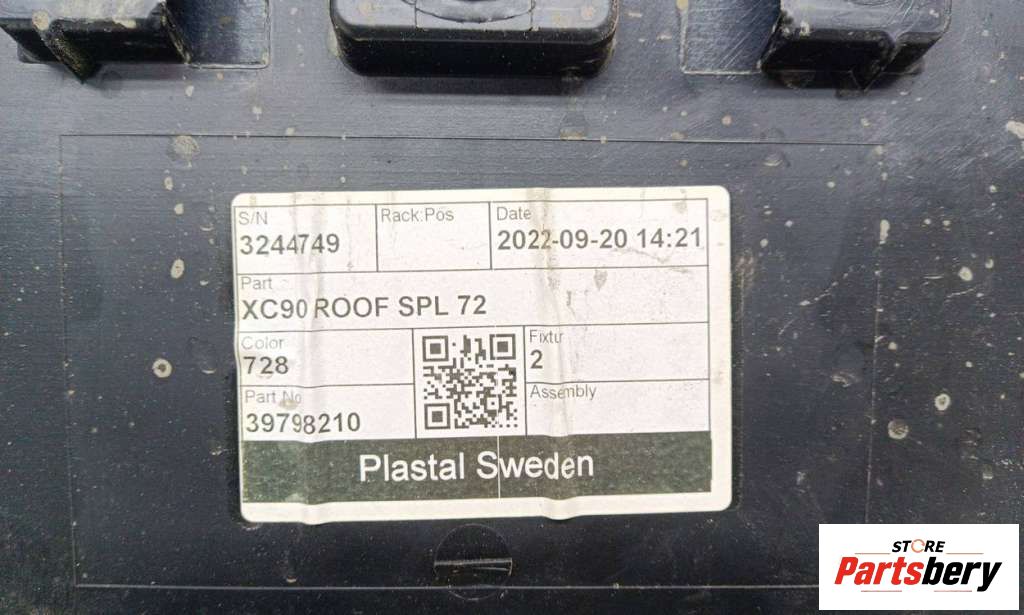 S/N
3244749
Rack:Pos
Date
2022-09-20 14:21
Part
XC90 ROOF SPL 72
Color
728
Fixtur
2
Part No
39798210
Assembly
Plastal Sweden
STORE
Partsbery